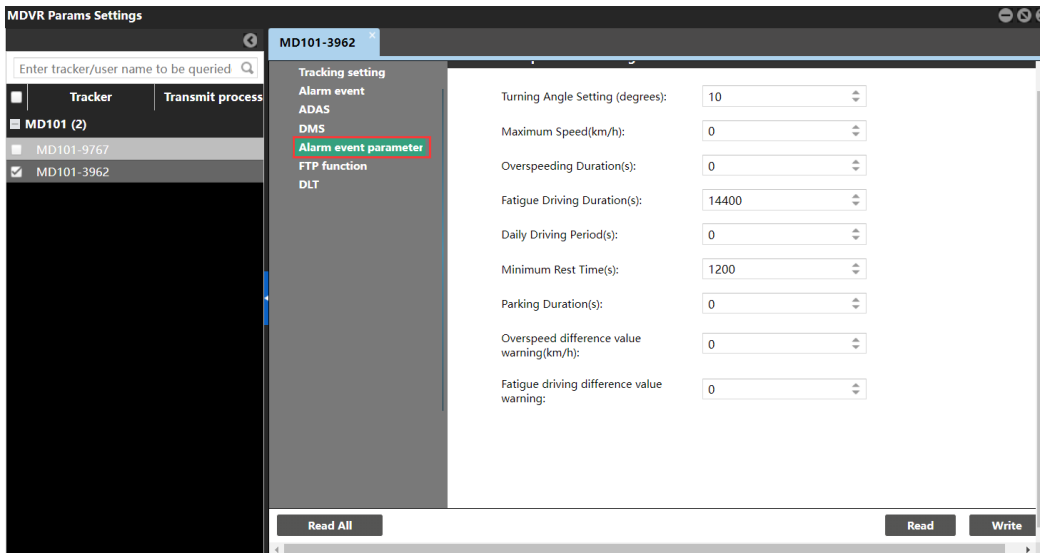 MDVR Params Settings
Enter tracker/user name to be queried
Tracker Transmit process
MD101 (2)
MD101-9767
MD101-3962
MD101-3962
Tracking setting
Alarm event
ADAS
DMS
Alarm event parameter
FTP function
DLT
Turning Angle Setting (degrees): 10
Maximum Speed(km/h): 0
Overspeeding Duration(s): 0
Fatigue Driving Duration(s): 14400
Daily Driving Period(s): 0
Minimum Rest Time(s): 1200
Parking Duration(s): 0
Overspeed difference value
warning(km/h): 0
Fatigue driving difference value
warning: 0
Read All Read Write